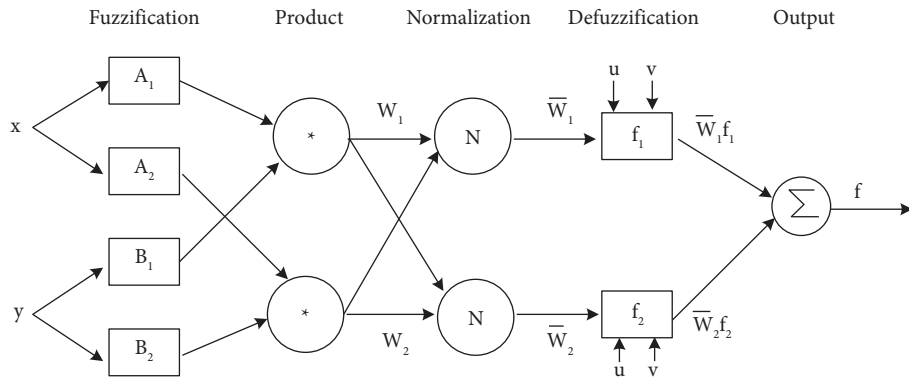 Fuzzification Product Normalization Defuzzification Output
u v
A₁
W₁ W̅₁ W̅₁f₁
x * N f₁
A₂ f
Σ
B₁
y * N f₂
W₂ W̅₂ W̅₂f₂
B₂
u v